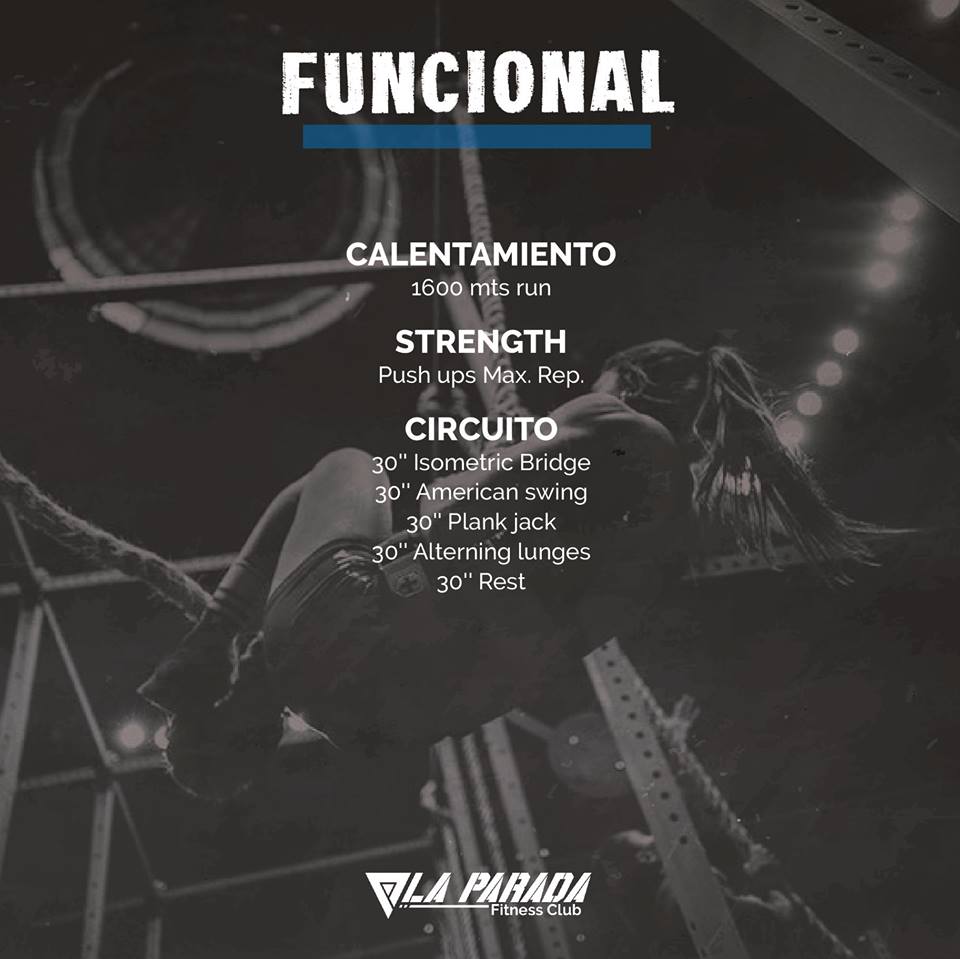 FUNCIONAL
CALENTAMIENTO
1600 mts run
STRENGTH
Push ups Max. Rep.
CIRCUITO
30'' Isometric Bridge
30'' American swing
30'' Plank jack
30'' Alterning lunges
30'' Rest
LA PARADA
Fitness Club